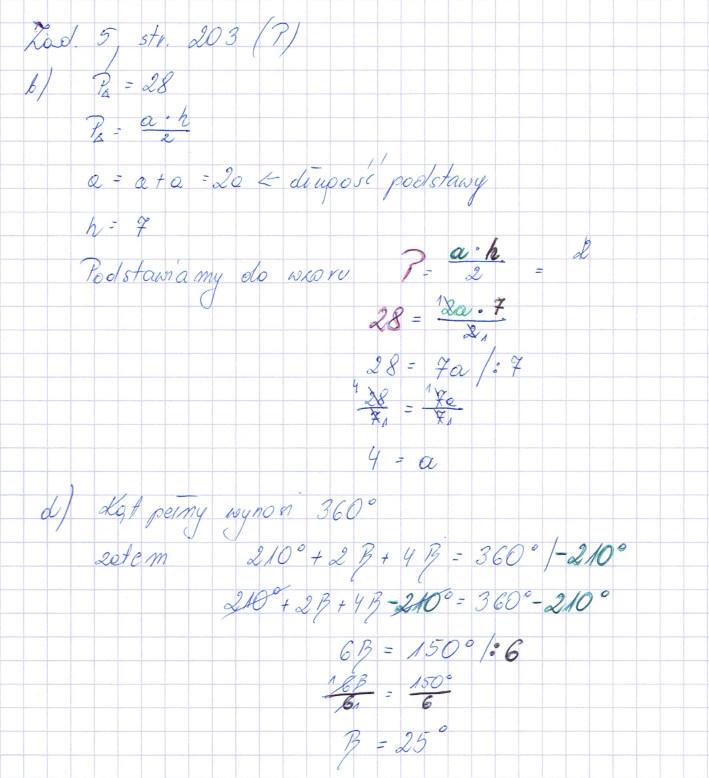 Zad. 5, str. 203 (P)
b) P△ = 28
P△ = a · h / 2
a = a + a = 2a ← długość podstawy
h = 7
Podstawiamy do wzoru P = a · h / 2 = 2
28 = 2a · 7 / 2
28 = 7a /: 7
28 / 7 = 7a / 7
4 = a
d) Kąt pełny wynosi 360°
zatem 210° + 2β + 4β = 360° / -210°
210° + 2β + 4β - 210° = 360° - 210°
6β = 150° /: 6
6β / 6 = 150° / 6
β = 25°